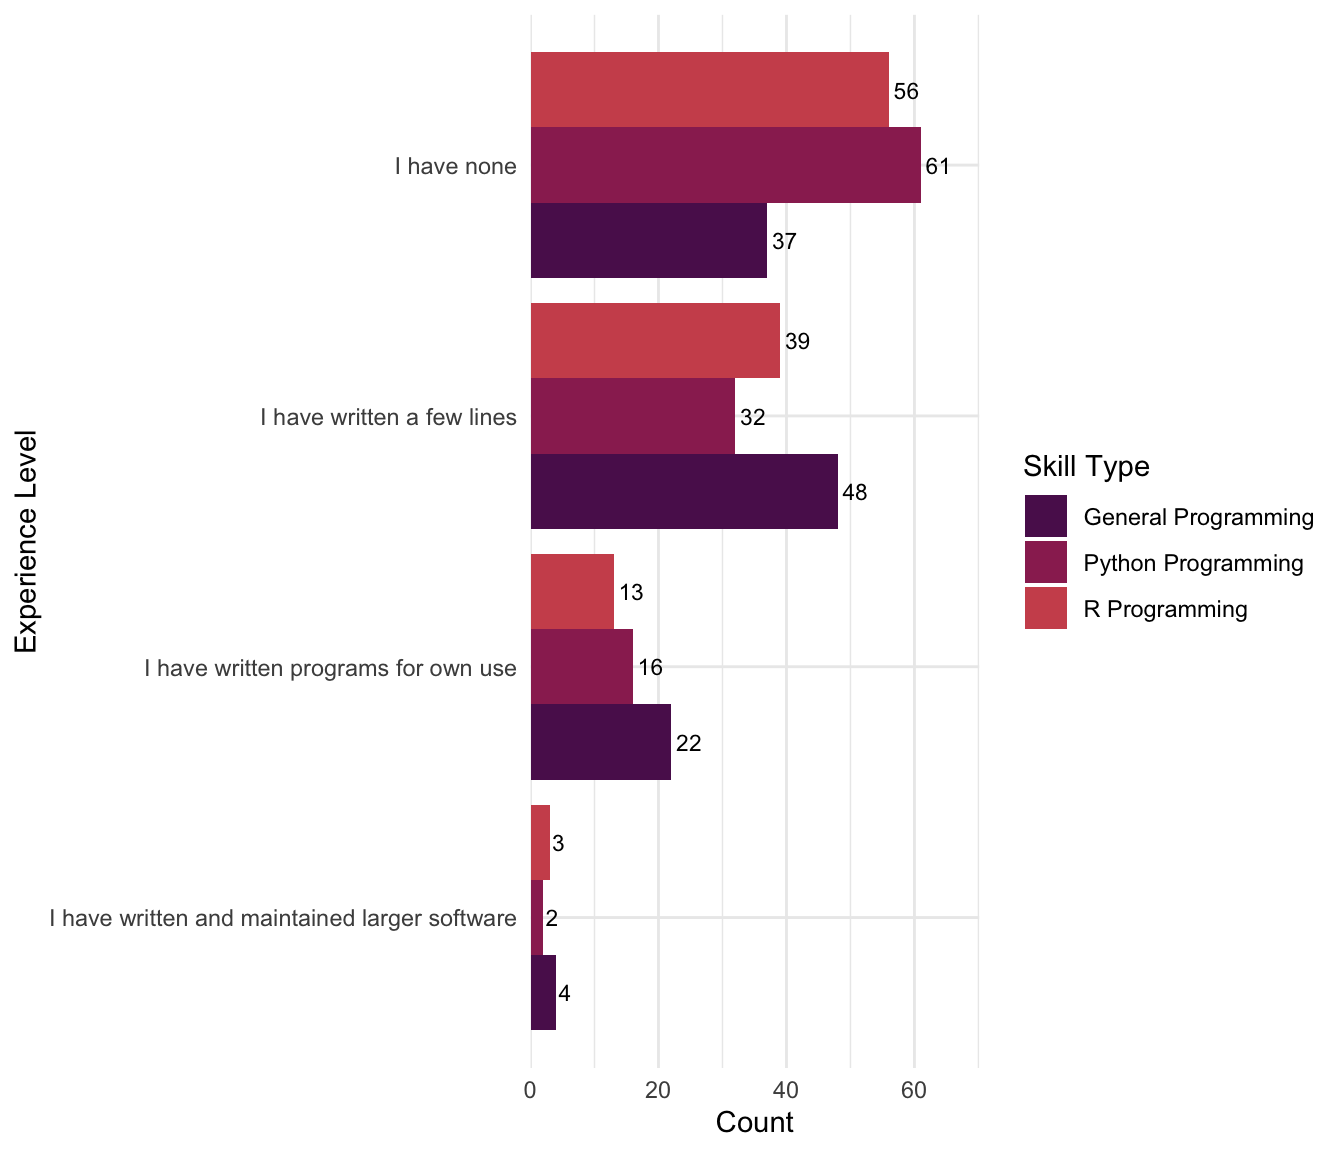 56
I have none
61
37
39
I have written a few lines
32
48
13
I have written programs for own use
16
22
3
I have written and maintained larger software
2
4
0
20
40
60
Count
Experience Level
Skill Type
General Programming
Python Programming
R Programming